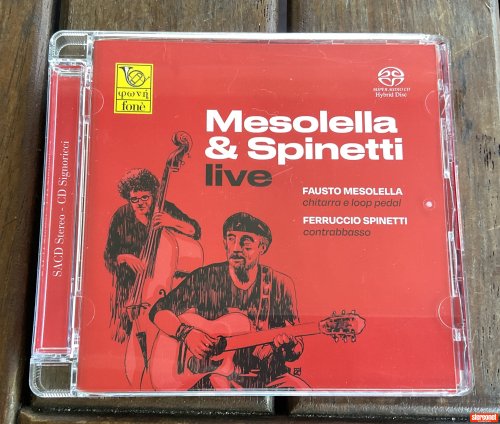 φωνή
fonè
SUPER AUDIO CD
Hybrid Disc
Mesolella
& Spinetti
live
FAUSTO MESOLELLA
chitarra e loop pedal
FERRUCCIO SPINETTI
contrabbasso
SACD Stereo - CD Signoricci
stereonet